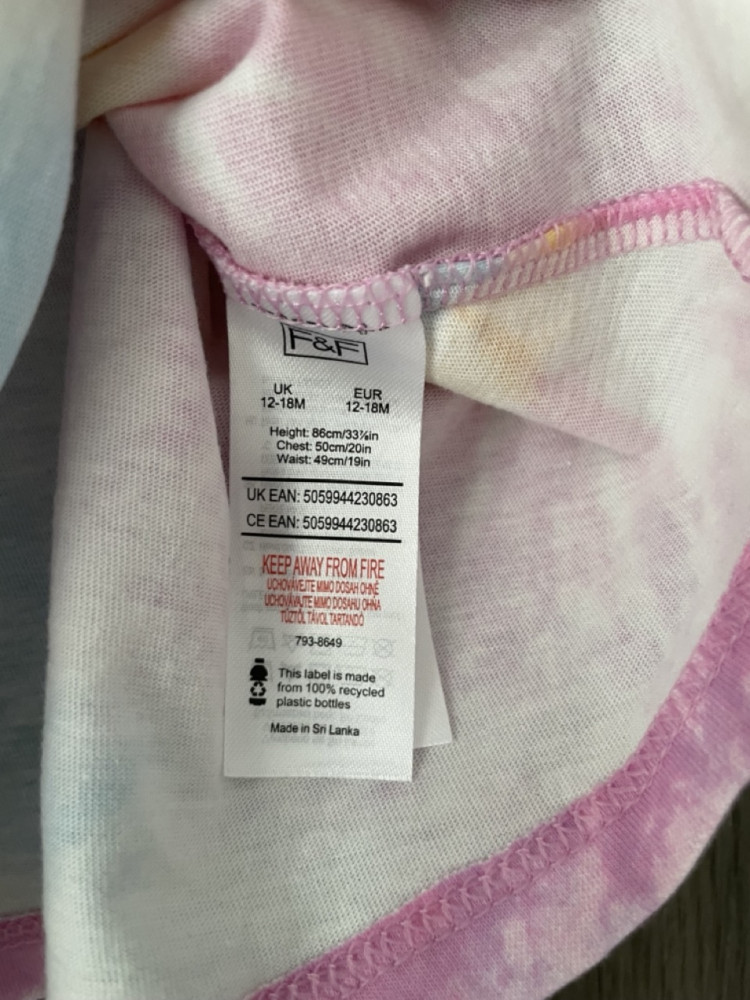 F&F
UK EUR
12-18M 12-18M
Height: 86cm/33⅞in
Chest: 50cm/20in
Waist: 49cm/19in
UK EAN: 5059944230863
CE EAN: 5059944230863
KEEP AWAY FROM FIRE
UCHOVÁVEJTE MIMO DOSAH OHNĚ
UCHOVÁVAJTE MIMO DOSAHU OHŇA
TŰZTŐL TÁVOL TARTANDÓ
793-8649
This label is made
from 100% recycled
plastic bottles
Made in Sri Lanka